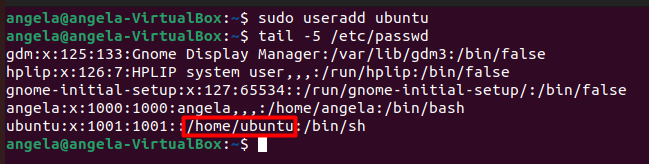 angela@angela-VirtualBox:~$ sudo useradd ubuntu
angela@angela-VirtualBox:~$ tail -5 /etc/passwd
gdm:x:125:133:Gnome Display Manager:/var/lib/gdm3:/bin/false
hplip:x:126:7:HPLIP system user,,,:/run/hplip:/bin/false
gnome-initial-setup:x:127:65534::/run/gnome-initial-setup/:/bin/false
angela:x:1000:1000:angela,,,:/home/angela:/bin/bash
ubuntu:x:1001:1001::/home/ubuntu:/bin/sh
angela@angela-VirtualBox:~$